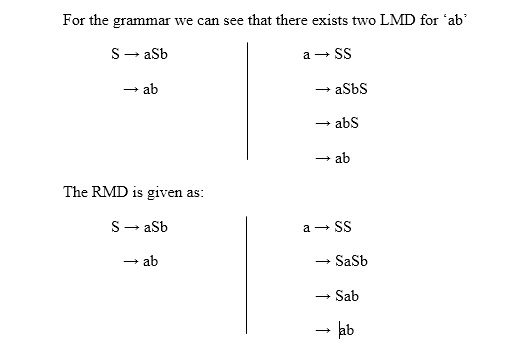 For the grammar we can see that there exists two LMD for ‘ab’
S → aSb a → SS
→ ab → aSbS
→ abS
→ ab
The RMD is given as:
S → aSb a → SS
→ ab → SaSb
→ Sab
→ ab